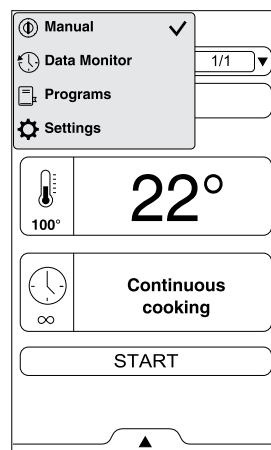 Manual
Data Monitor
1/1
Programs
Settings
100°
22°
∞
Continuous
cooking
START